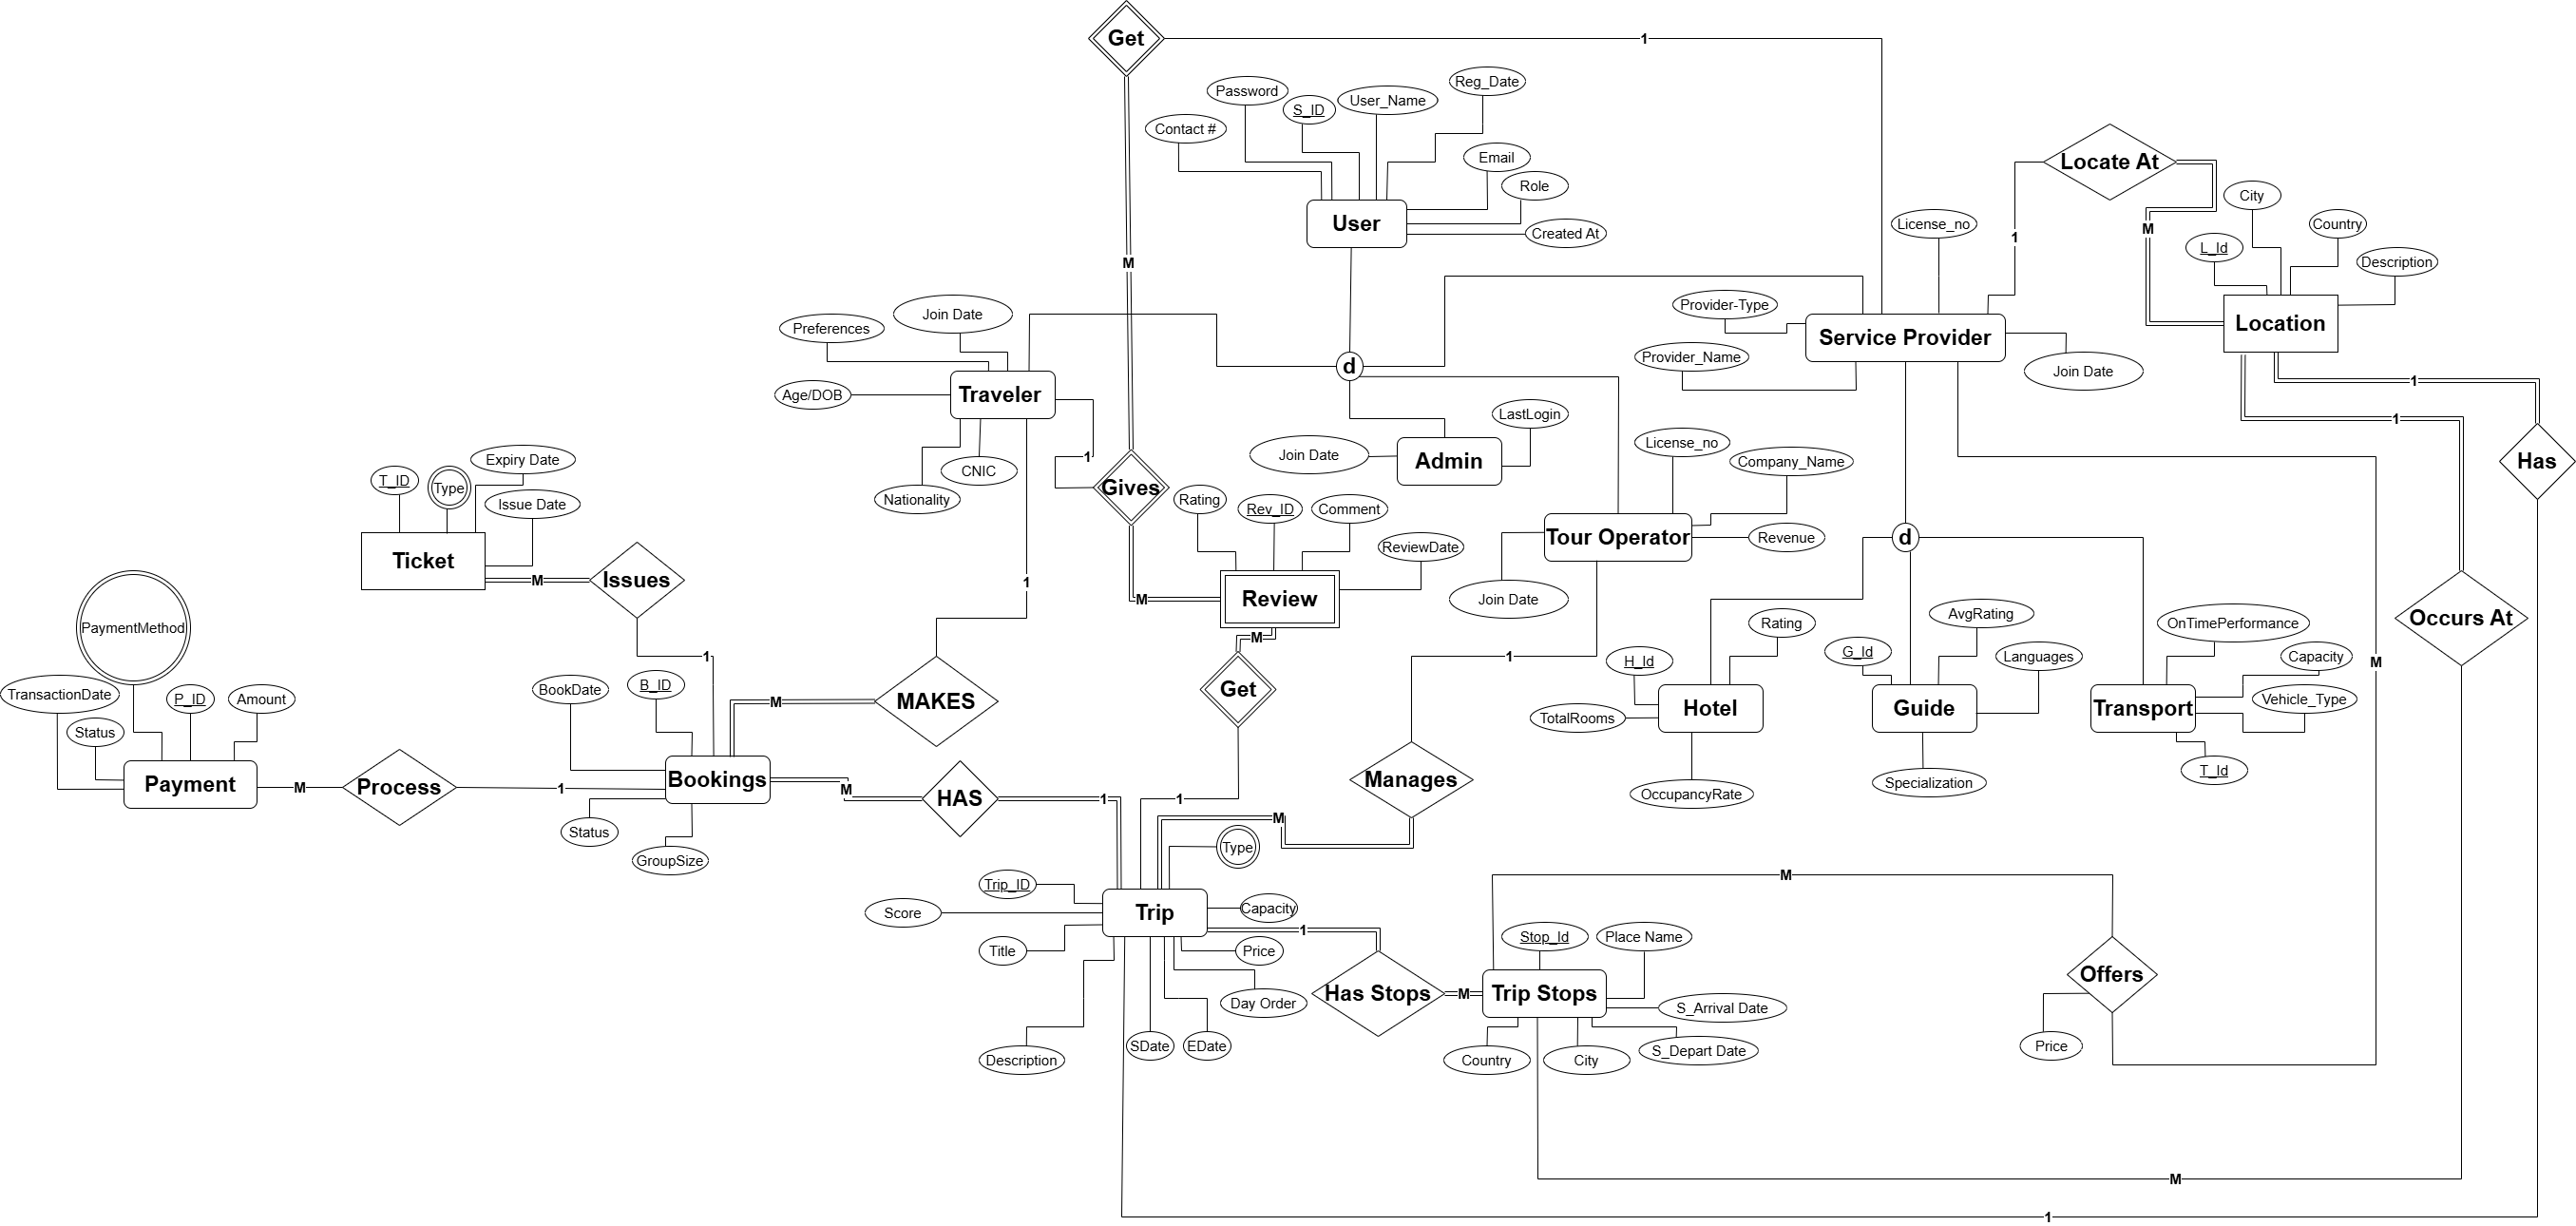 Get
1
Reg_Date
Password
User_Name
S_ID
Contact #
Email
Role
User
Created At
M
Locate At
City
License_no
Country
1
M
L_Id
Description
Provider-Type
Join Date
Preferences
Service Provider
Location
Provider_Name
d
Join Date
1
Age/DOB
Traveler
LastLogin
1
License_no
Join Date
Admin
Company_Name
Has
1
CNIC
Expiry Date
T_ID
Type
Gives
Nationality
Rating
Rev_ID
Comment
Issue Date
Tour Operator
Revenue
d
ReviewDate
Ticket
M
Issues
1
M
Review
Join Date
AvgRating
OnTimePerformance
Occurs At
PaymentMethod
M
Rating
G_Id
Languages
Capacity
1
1
H_Id
M
BookDate
B_ID
Get
TransactionDate
P_ID
Amount
M
MAKES
Hotel
Guide
Transport
Vehicle_Type
TotalRooms
Status
T_Id
Payment
M
Process
1
Bookings
M
HAS
1
1
Manages
Specialization
OccupancyRate
M
Status
Type
GroupSize
M
Trip_ID
Score
Trip
Capacity
1
Title
Price
Stop_Id
Place Name
Offers
Has Stops
M
Trip Stops
Day Order
S_Arrival Date
Description
SDate
EDate
Country
City
S_Depart Date
Price
M
1